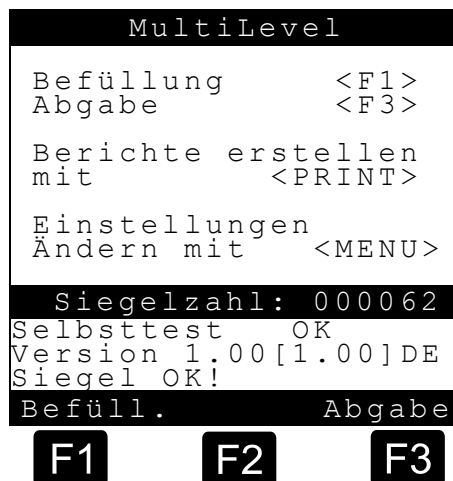 MultiLevel
Befüllung <F1>
Abgabe <F3>
Berichte erstellen
mit <PRINT>
Einstellungen
Ändern mit <MENU>
Siegelzahl: 000062
Selbsttest OK
Version 1.00[1.00]DE
Siegel OK!
Befüll. Abgabe
F1 F2 F3